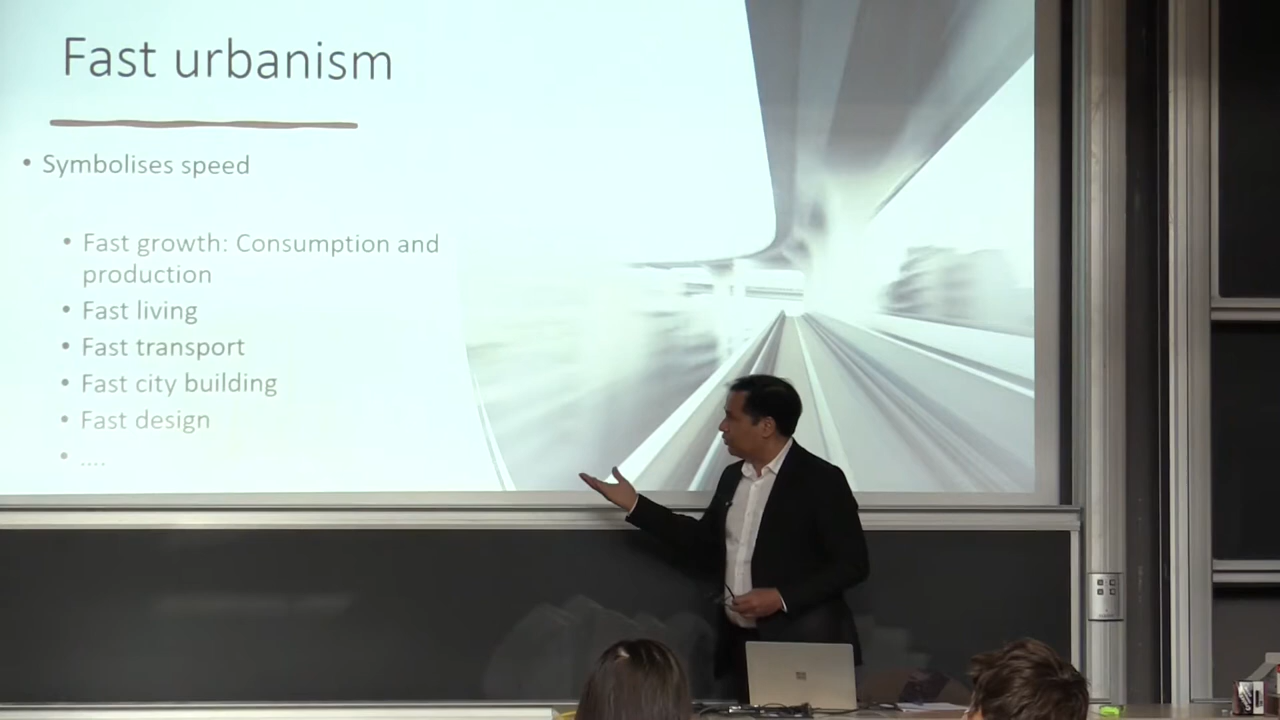 Fast urbanism
• Symbolises speed
• Fast growth: Consumption and
production
• Fast living
• Fast transport
• Fast city building
• Fast design
• ....